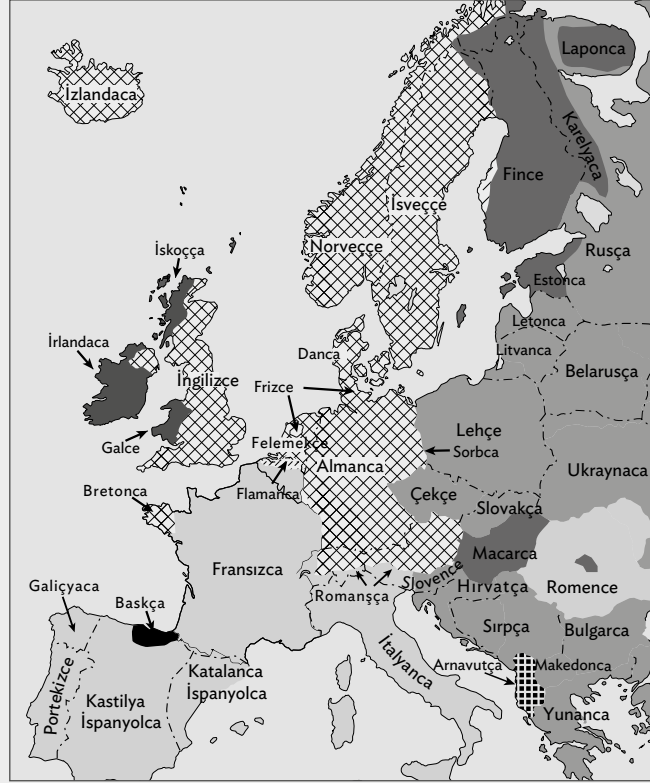 Laponca
İzlandaca
Karelyaca
Fince
İsveççe
Norveççe
Rusça
İskoçça
Estonca
Letonca
İrlandaca
Litvanca
Danca
Belarusça
İngilizce
Frizce
Galce
Felemekçe
Lehçe
Sorbca
Almanca
Ukraynaca
Bretonca
Flamanca
Çekçe
Slovakça
Macarca
Fransızca
Slovence
Hırvatça
Romence
Galiçyaca
Baskça
Romansça
Sırpça
Bulgarca
İtalyanca
Arnavutça
Makedonca
Portekizce
Katalanca
İspanyolca
Kastilya
İspanyolca
Yunanca